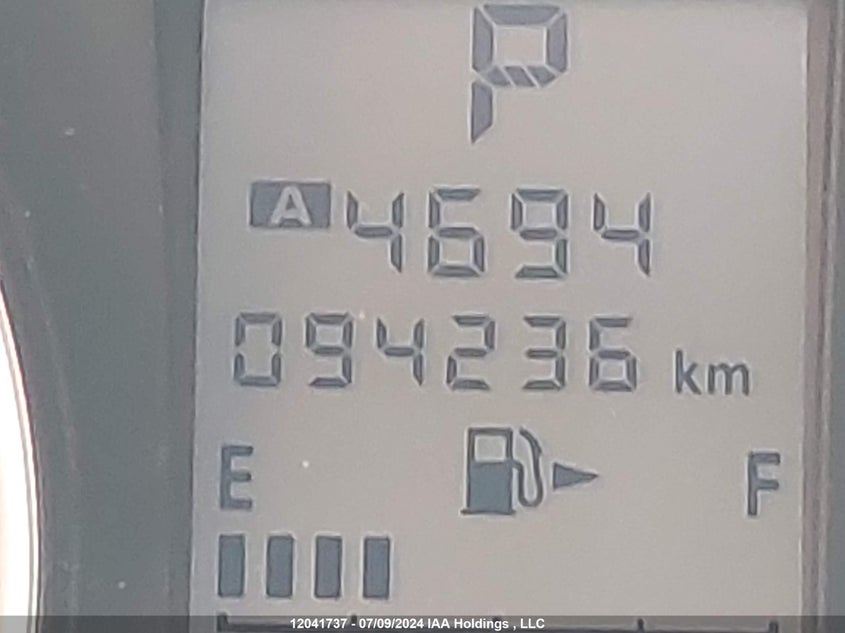 P
A 4694
094236 km
E F
12041737 - 07/09/2024 IAA Holdings , LLC